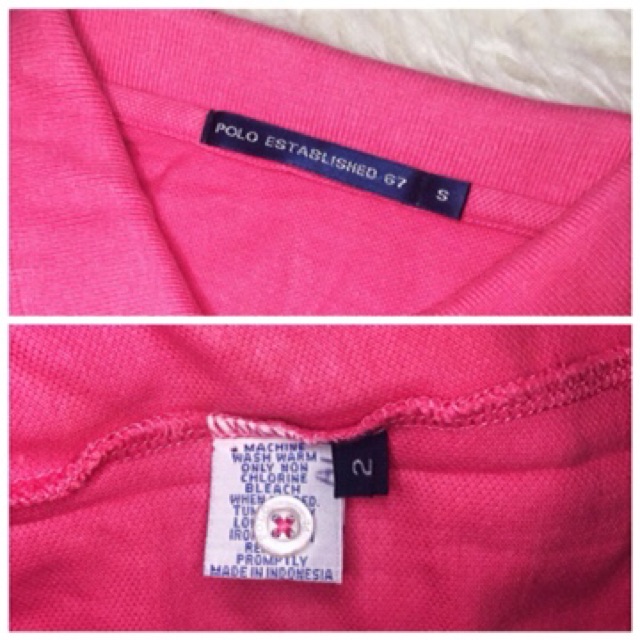 POLO ESTABLISHED 67 S
MACHINE
WASH WARM
ONLY NON
CHLORINE
BLEACH
2
PROMPTLY
MADE IN INDONESIA